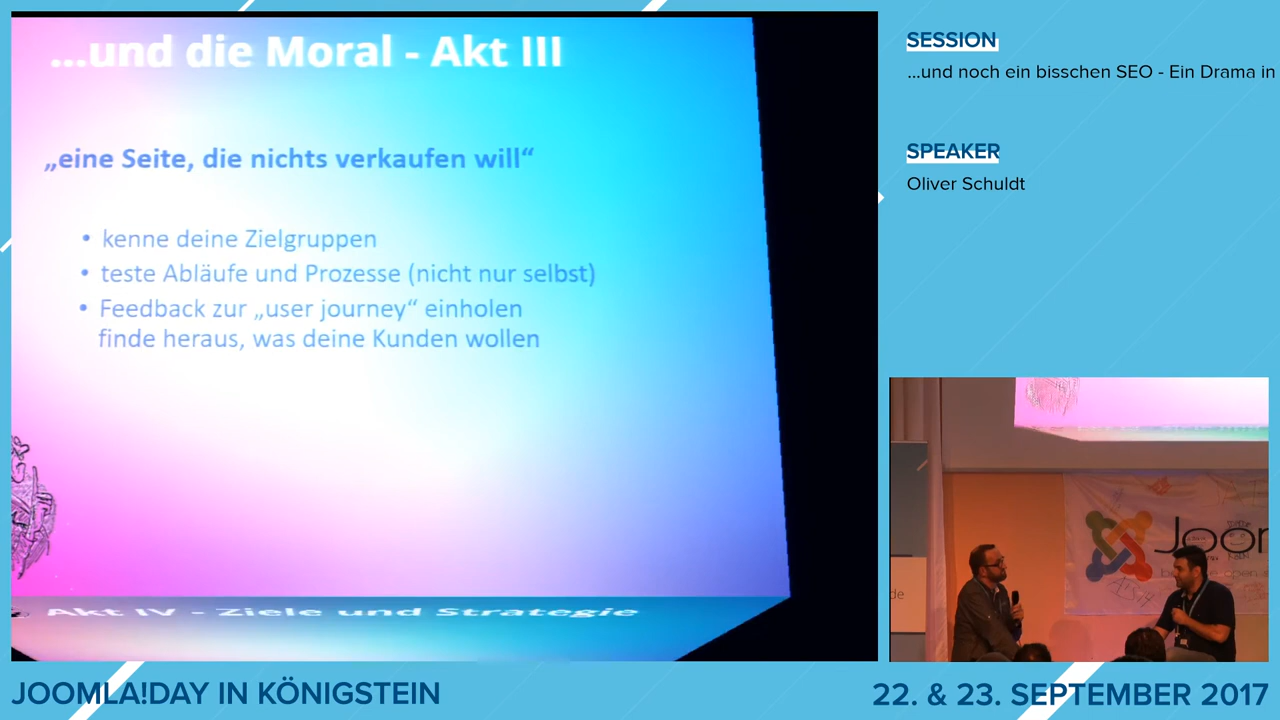 ...und die Moral - Akt III
„eine Seite, die nichts verkaufen will“
• kenne deine Zielgruppen
• teste Abläufe und Prozesse (nicht nur selbst)
• Feedback zur „user journey“ einholen
finde heraus, was deine Kunden wollen
Akt IV - Ziele und Strategie
SESSION
...und noch ein bisschen SEO - Ein Drama in
SPEAKER
Oliver Schuldt
Joo
de
JOOMLA!DAY IN KÖNIGSTEIN
22. & 23. SEPTEMBER 2017